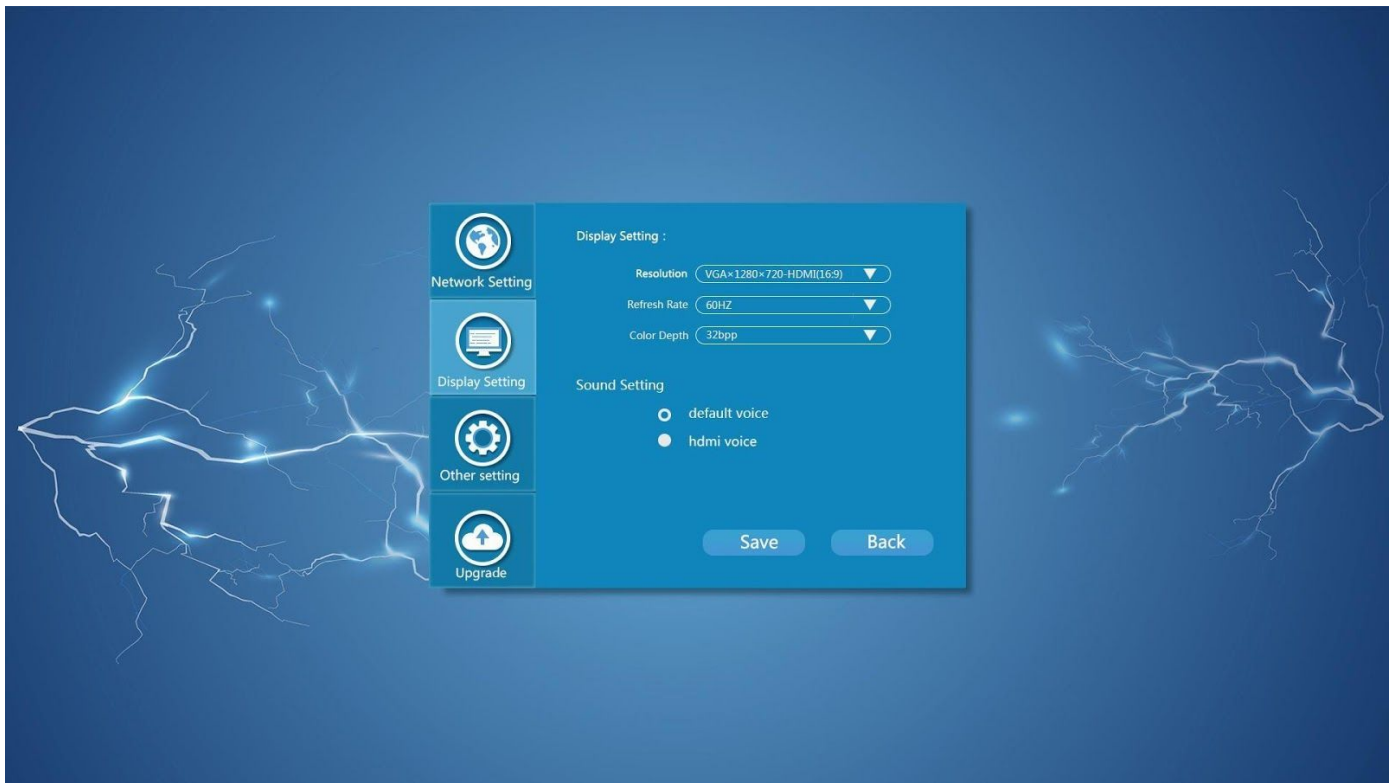 Network Setting
Display Setting
Other setting
Upgrade
Display Setting :
Resolution VGA×1280×720-HDMI(16:9)
Refresh Rate 60HZ
Color Depth 32bpp
Sound Setting
default voice
hdmi voice
Save Back